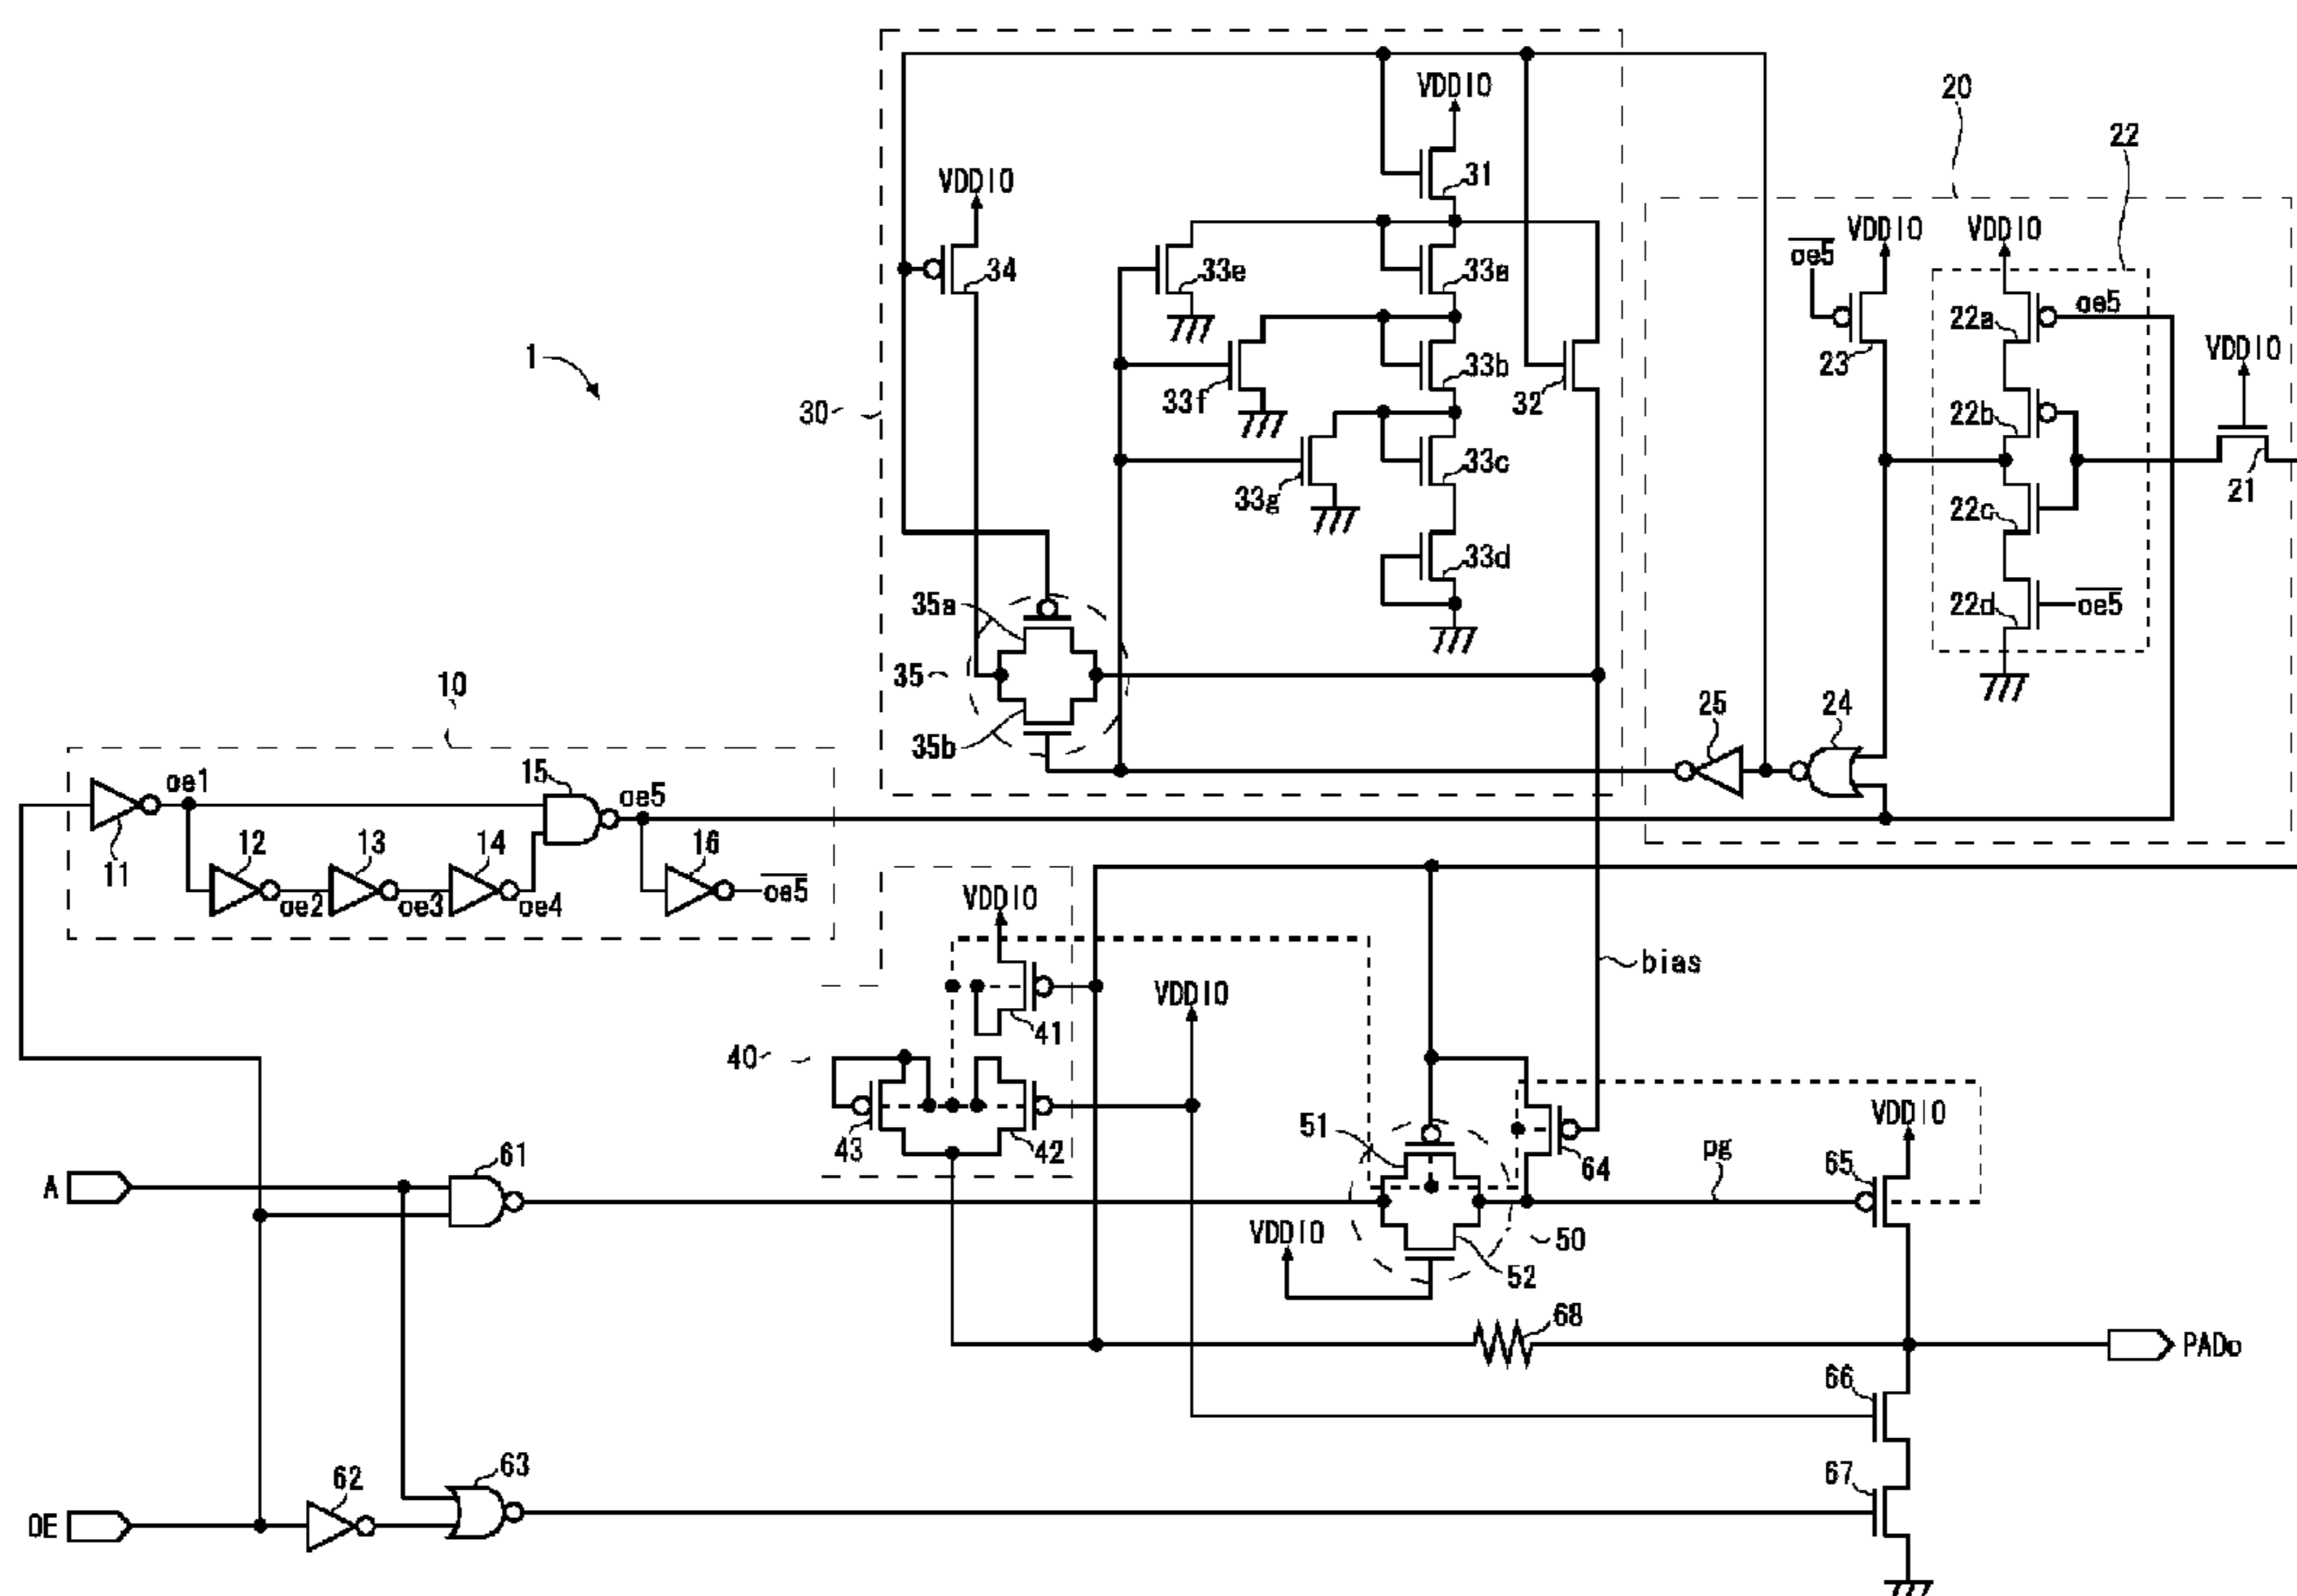 VDDIO
20
22
31
VDDIO
VDDIO
VDDIO
oe5
34
33e
33a
22a
oe5
1
23
VDDIO
33f
33b
30
32
22b
33c
33g
21
22c
33d
35a
22d
oe5
35
10
25
24
35b
15
oe1
oe5
12
13
14
16
11
oe2
oe3
oe4
oe5
VDDIO
bias
VDDIO
41
40
51
VDDIO
43
42
61
64
pg
65
A
VDDIO
50
52
68
PADo
66
62
63
67
OE